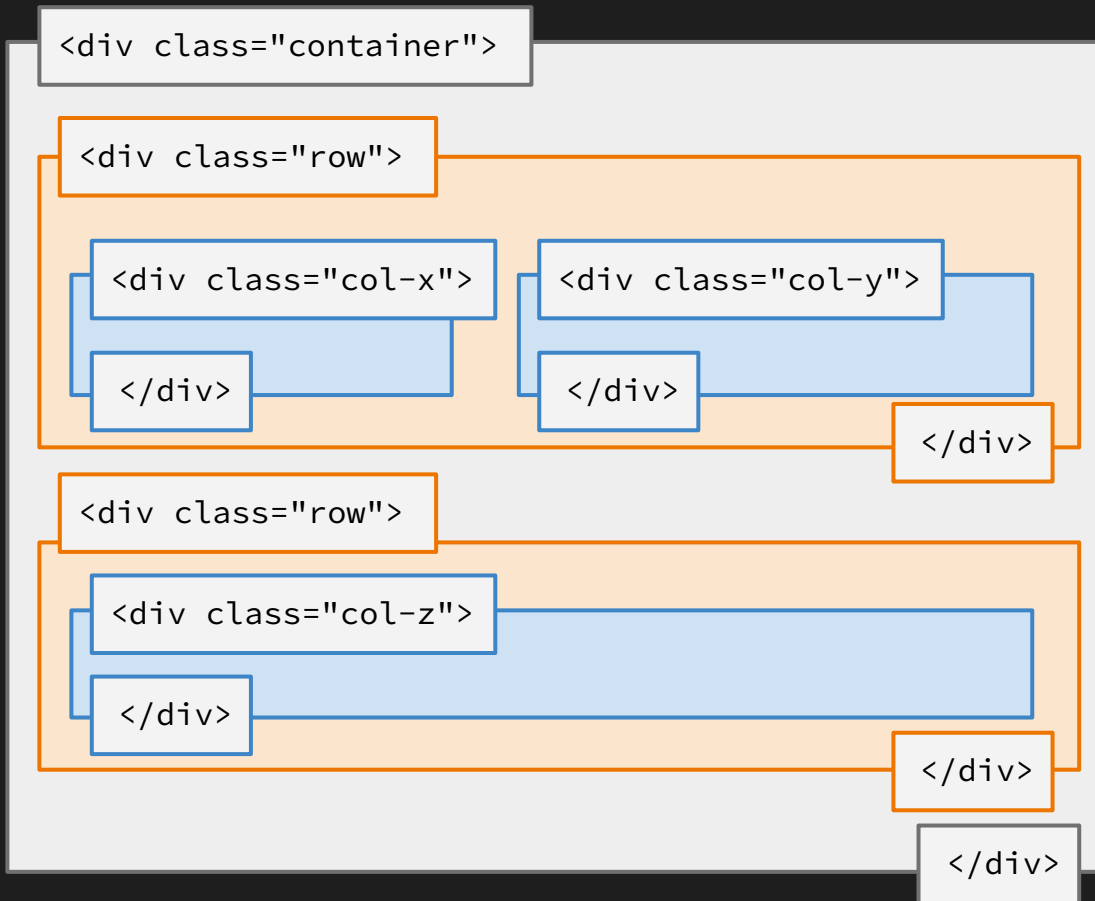 <div class="container">
<div class="row">
<div class="col-x"> <div class="col-y">
</div> </div>
</div>
<div class="row">
<div class="col-z">
</div>
</div>
</div>